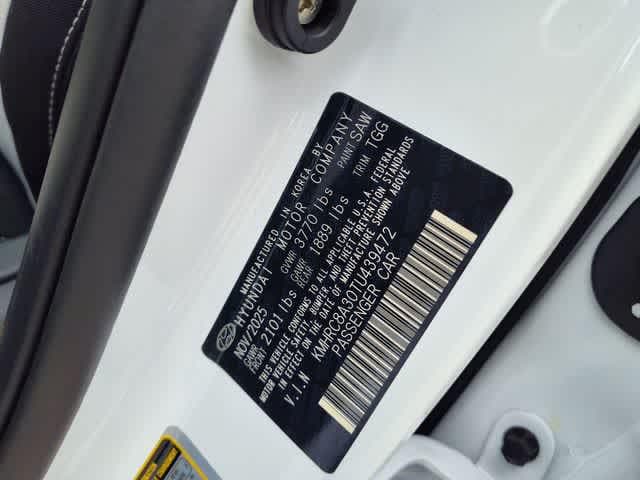 MANUFACTURED IN KOREA BY
HYUNDAI MOTOR COMPANY
NOV/2025 GVWR 3770 lbs PAINT SAW
GAWR FRONT 2101 lbs GAWR REAR 1889 lbs TRIM TGG
THIS VEHICLE CONFORMS TO ALL APPLICABLE U.S.A. FEDERAL
MOTOR VEHICLE SAFETY, BUMPER, AND THEFT PREVENTION STANDARDS
IN EFFECT ON THE DATE OF MANUFACTURE SHOWN ABOVE
V.I.N KMHRC8A30TU439472
PASSENGER CAR